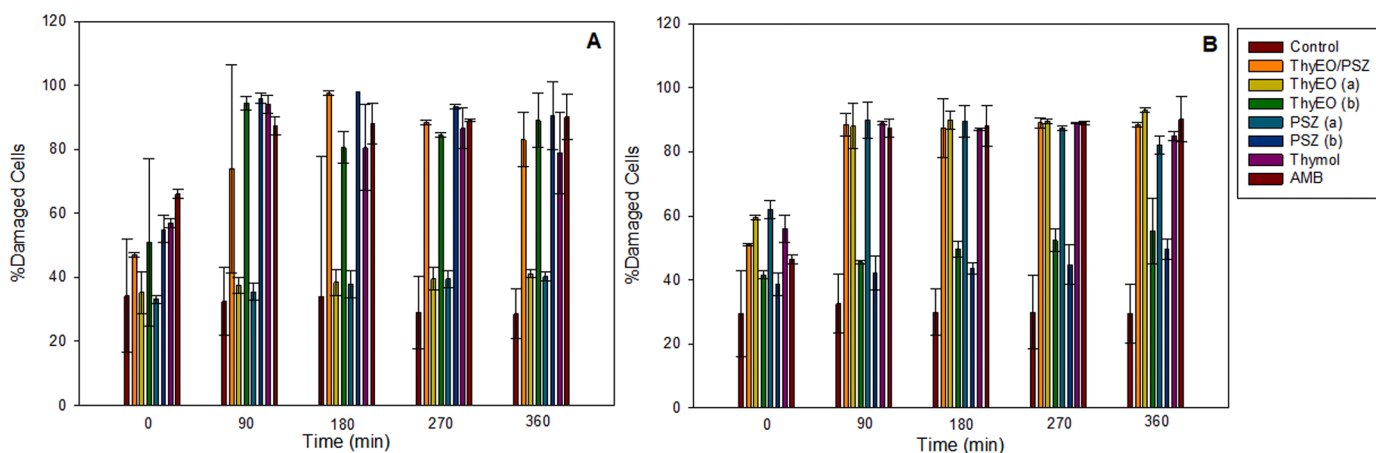 A
%Damaged Cells
120
100
80
60
40
20
0
0 90 180 270 360
Time (min)
B
%Damaged Cells
120
100
80
60
40
20
0
0 90 180 270 360
Time (min)
Control
ThyEO/PSZ
ThyEO (a)
ThyEO (b)
PSZ (a)
PSZ (b)
Thymol
AMB